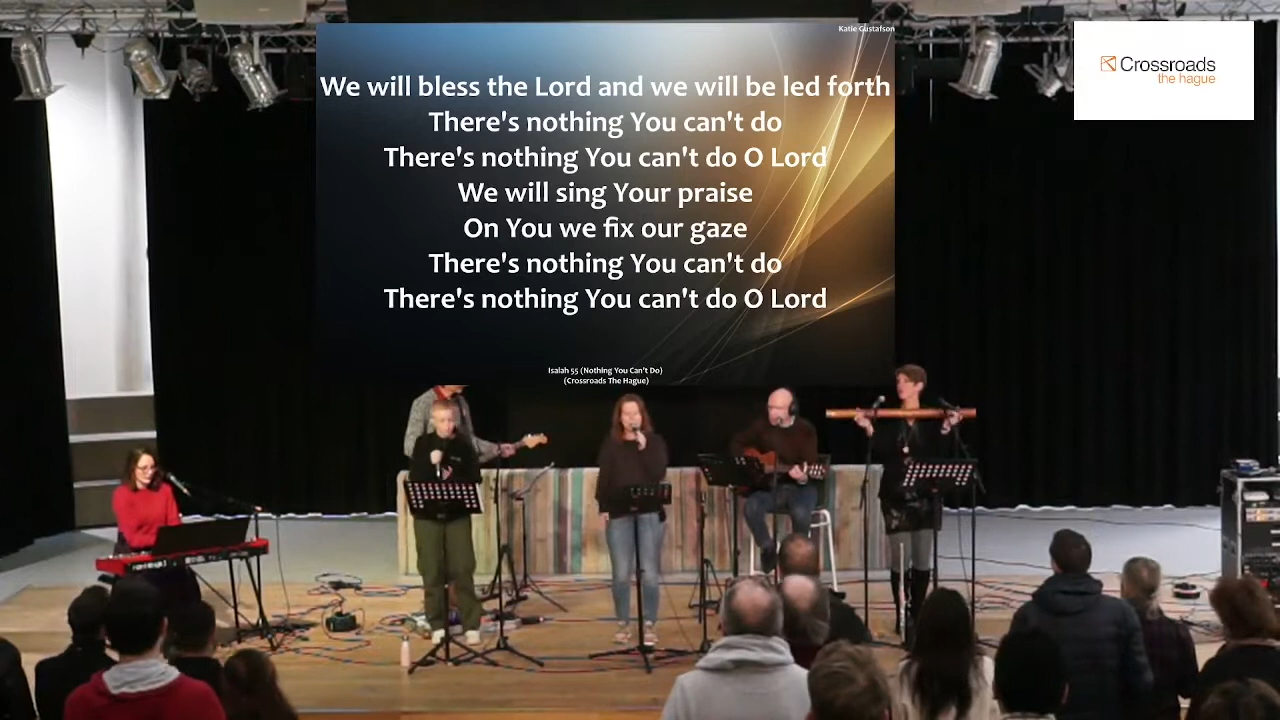 Katie Gustafson
We will bless the Lord and we will be led forth
There's nothing You can't do
There's nothing You can't do O Lord
We will sing Your praise
On You we fix our gaze
There's nothing You can't do
There's nothing You can't do O Lord
Isaiah 55 (Nothing You Can't Do)
(Crossroads The Hague)
Crossroads
the hague